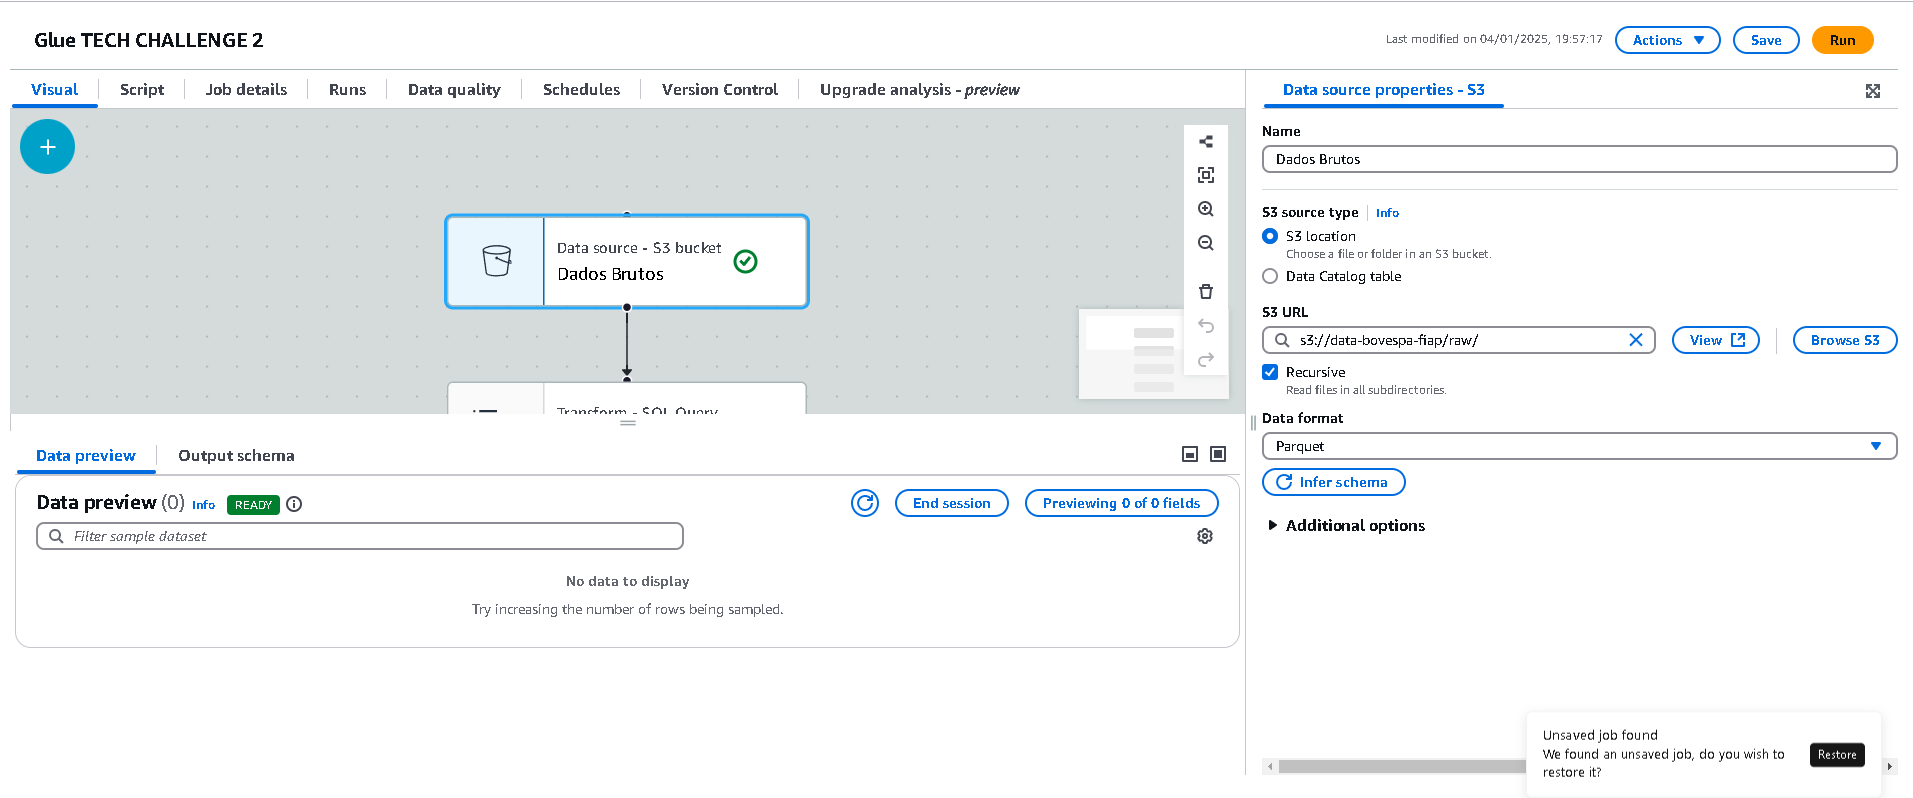 Glue TECH CHALLENGE 2
Last modified on 04/01/2025, 19:57:17
Actions
Save
Run
Visual
Script
Job details
Runs
Data quality
Schedules
Version Control
Upgrade analysis - preview
Data source - S3 bucket
Dados Brutos
Transform - SQL Query
Data preview
Output schema
Data preview (0) Info READY
End session
Previewing 0 of 0 fields
Filter sample dataset
No data to display
Try increasing the number of rows being sampled.
Data source properties - S3
Name
Dados Brutos
S3 source type
Info
S3 location
Choose a file or folder in an S3 bucket.
Data Catalog table
S3 URL
s3://data-bovespa-fiap/raw/
View
Browse S3
Recursive
Read files in all subdirectories.
Data format
Parquet
Infer schema
Additional options
Unsaved job found
We found an unsaved job, do you wish to
restore it?
Restore